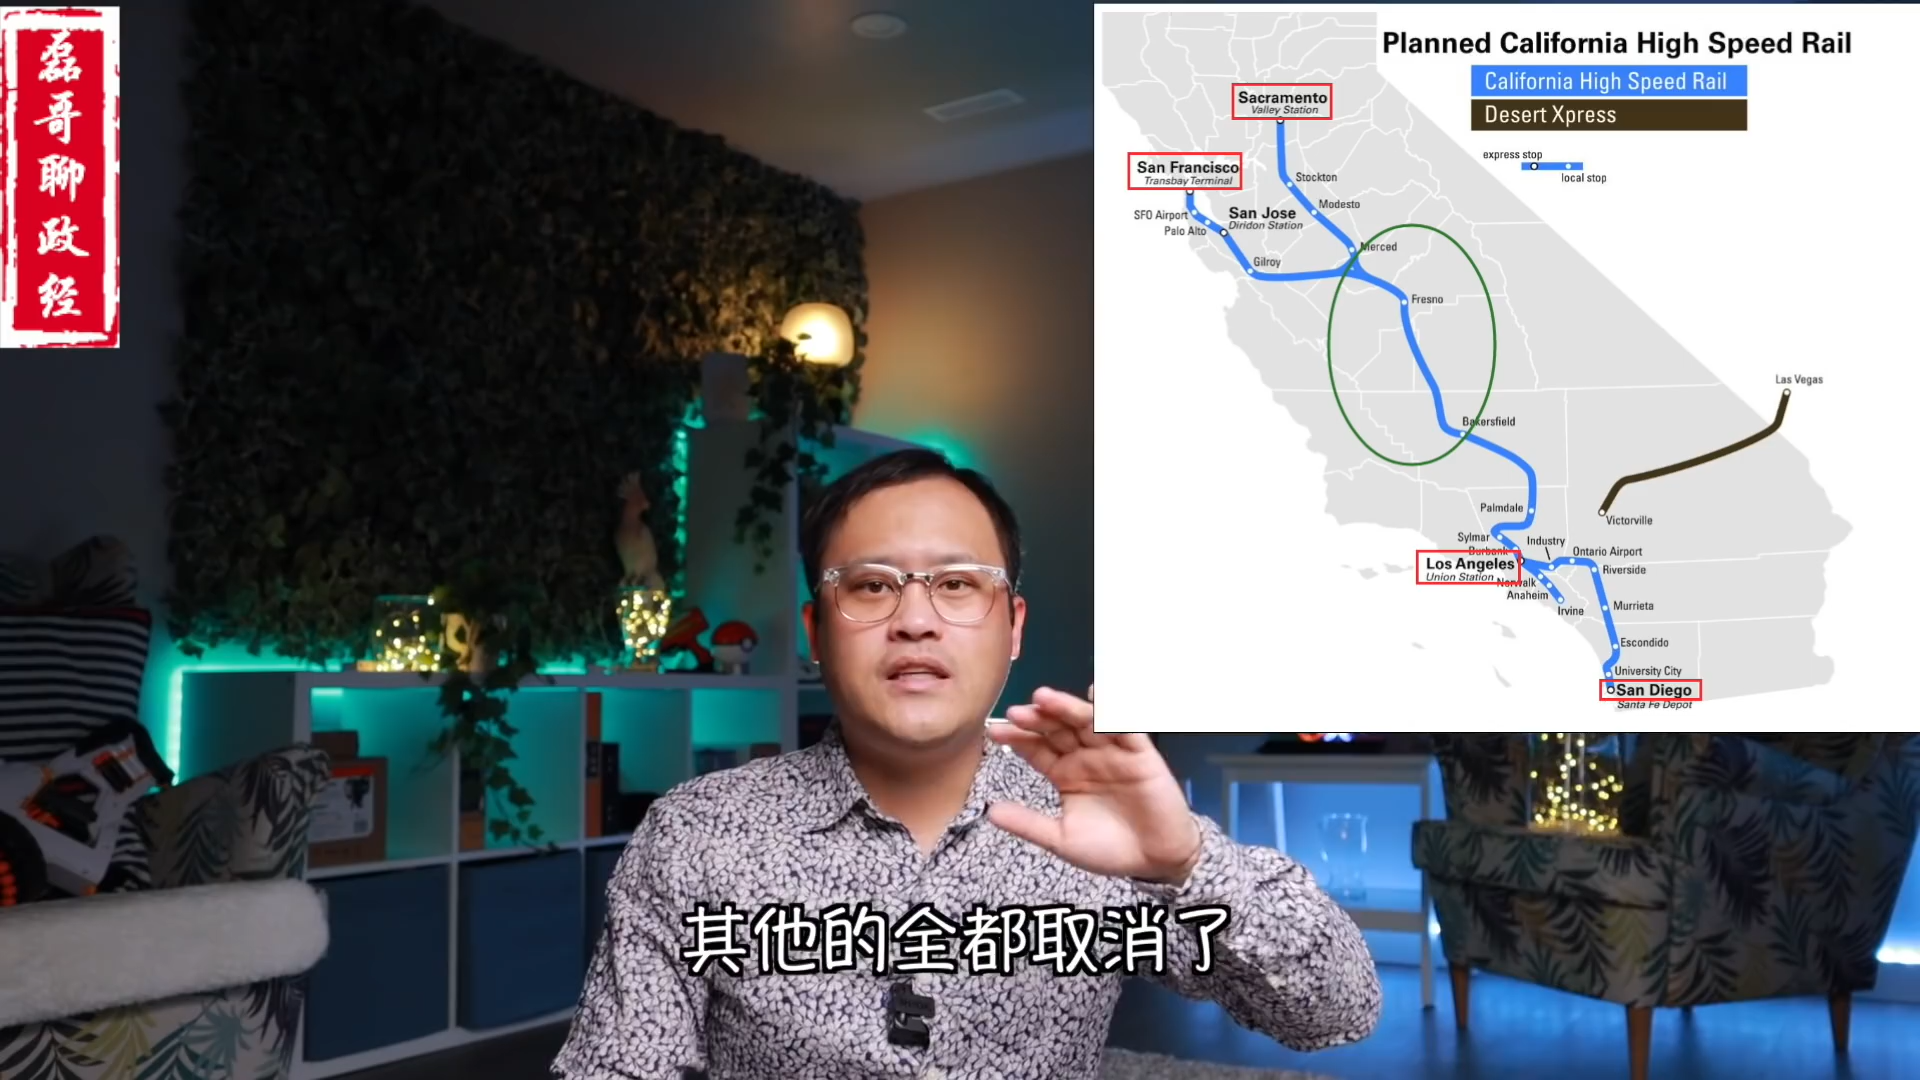 磊哥聊政经
Planned California High Speed Rail
California High Speed Rail
Desert Xpress
express stop
local stop
Sacramento
Valley Station
San Francisco
Transbay Terminal
Stockton
Modesto
SFO Airport
San Jose
Diridon Station
Palo Alto
Merced
Gilroy
Fresno
Las Vegas
Bakersfield
Palmdale
Victorville
Sylmar
Industry
Burbank
Ontario Airport
Los Angeles
Union Station
Riverside
Norwalk
Anaheim
Irvine
Murrieta
Escondido
University City
San Diego
Santa Fe Depot
其他的全都取消了